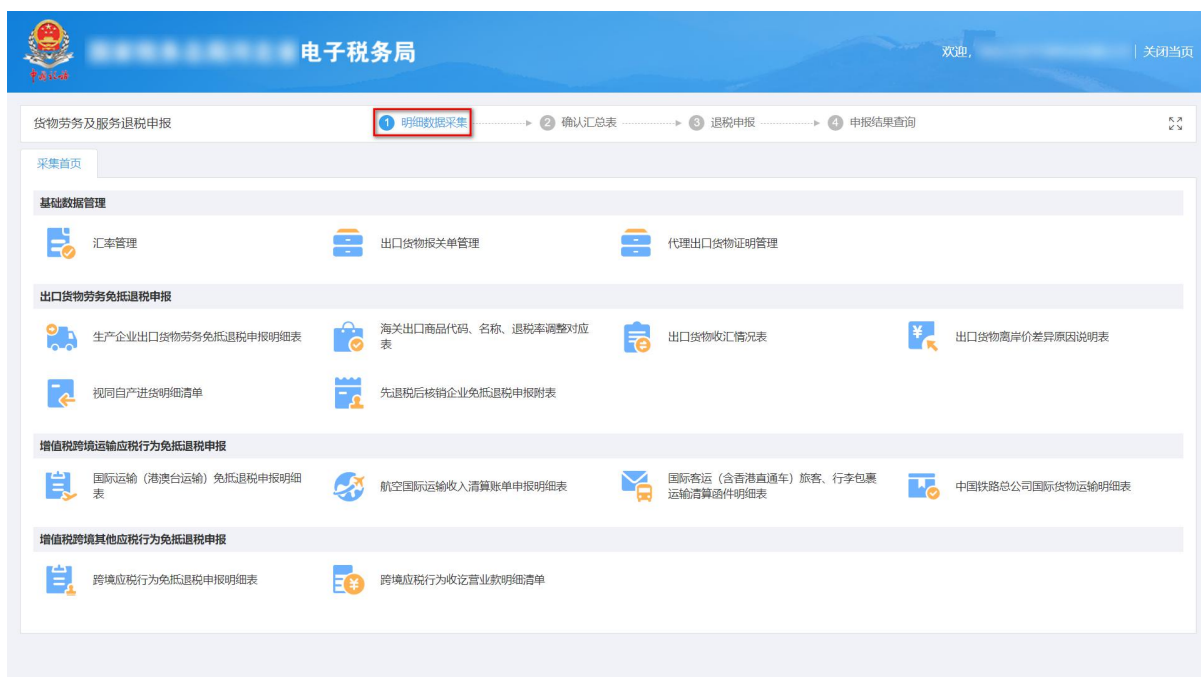 电子税务局
欢迎,
| 关闭当页
中国税务
货物劳务及服务退税申报
1 明细数据采集
2 确认汇总表
3 退税申报
4 申报结果查询
采集首页
基础数据管理
汇率管理
出口货物报关单管理
代理出口货物证明管理
出口货物劳务免抵退税申报
生产企业出口货物劳务免抵退税申报明细表
海关出口商品代码、名称、退税率调整对应
表
出口货物收汇情况表
出口货物离岸价差异原因说明表
视同自产进货明细清单
先退税后核销企业免抵退税申报附表
增值税跨境运输应税行为免抵退税申报
国际运输（港澳台运输）免抵退税申报明细
表
航空国际运输收入清算账单申报明细表
国际客运（含香港直通车）旅客、行李包裹
运输清算函件明细表
中国铁路总公司国际货物运输明细表
增值税跨境其他应税行为免抵退税申报
跨境应税行为免抵退税申报明细表
跨境应税行为收讫营业款明细清单